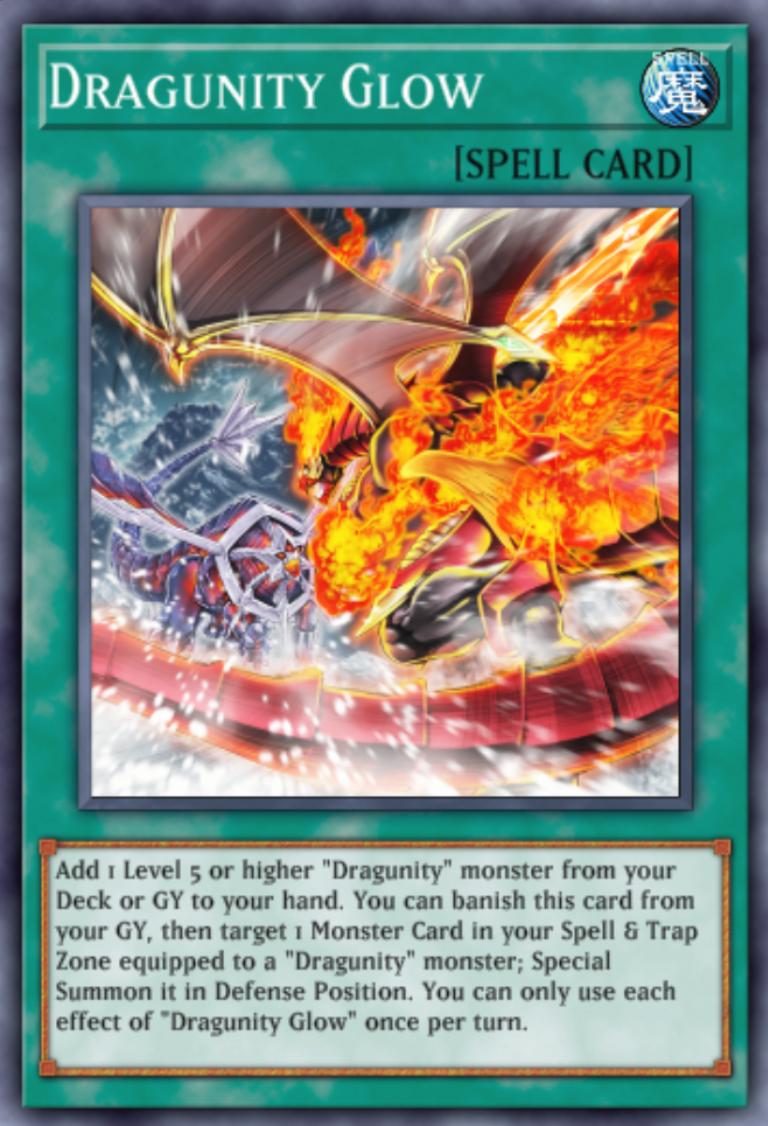 DRAGUNITY GLOW
SPELL
魔
[SPELL CARD]
Add 1 Level 5 or higher "Dragunity" monster from your
Deck or GY to your hand. You can banish this card from
your GY, then target 1 Monster Card in your Spell & Trap
Zone equipped to a "Dragunity" monster; Special
Summon it in Defense Position. You can only use each
effect of "Dragunity Glow" once per turn.